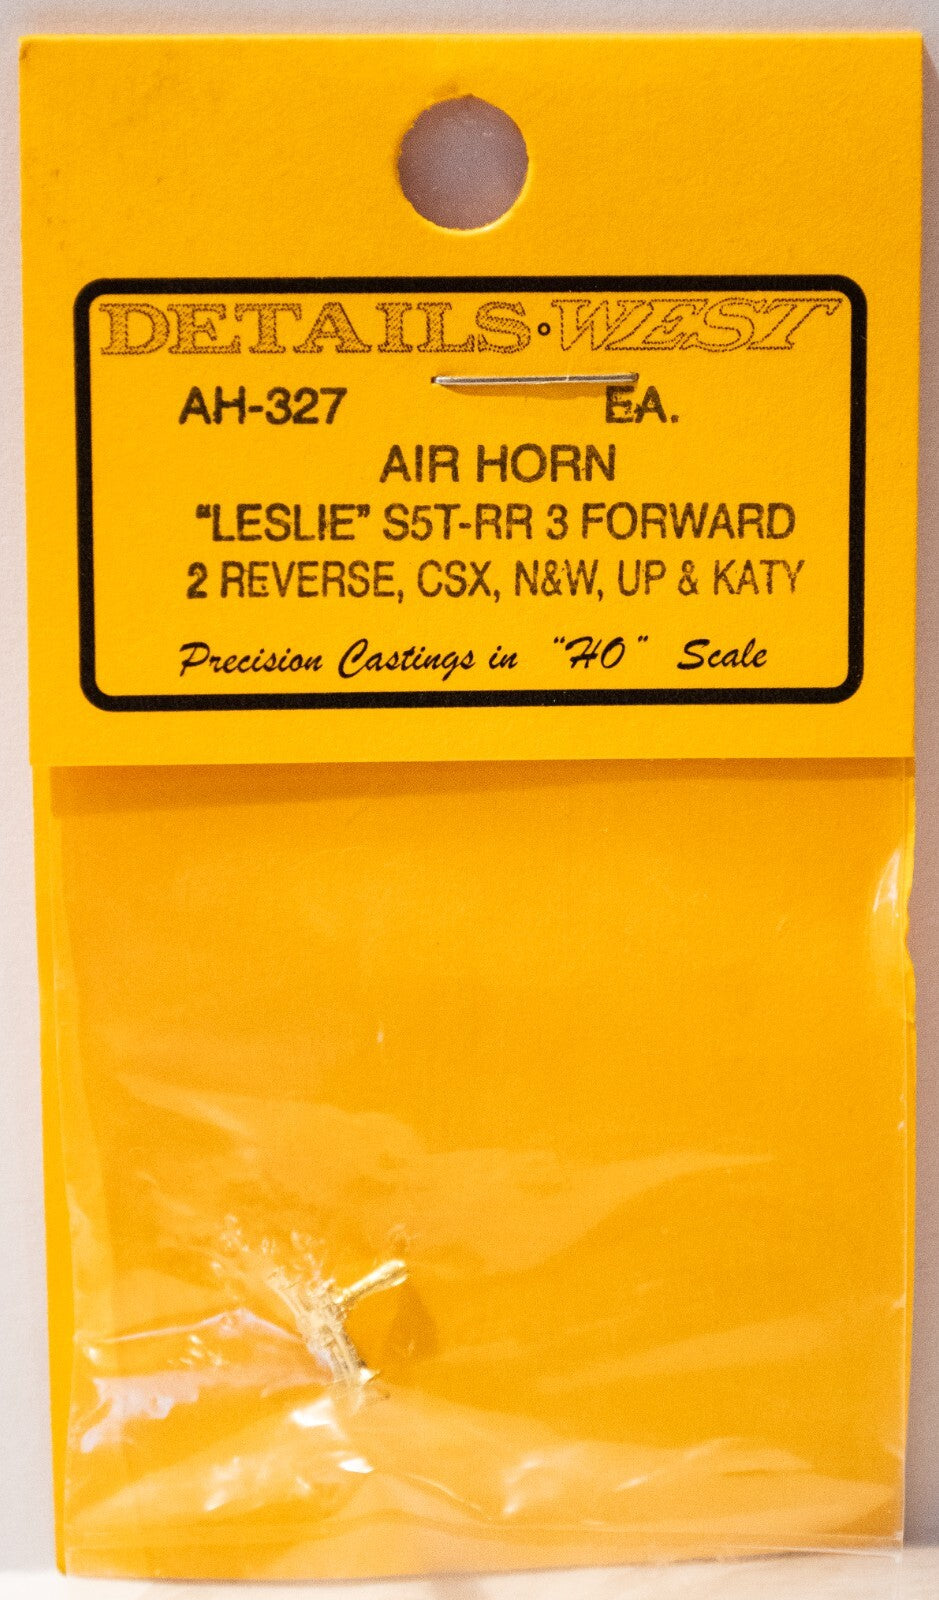 DETAILS·WEST
AH-327 EA.
AIR HORN
"LESLIE" S5T-RR 3 FORWARD
2 REVERSE, CSX, N&W, UP & KATY
Precision Castings in "HO" Scale